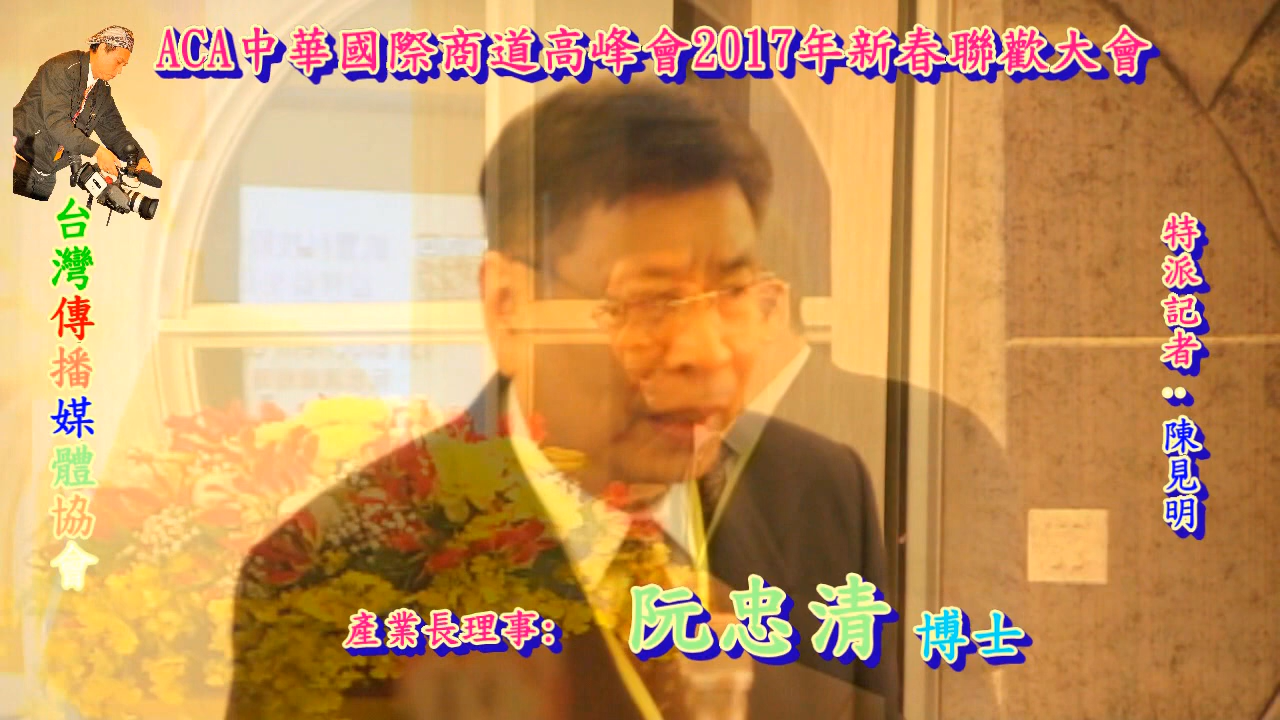 ACA中華國際商道高峰會2017年新春聯歡大會
台灣傳播媒體協會
特派記者:陳見明
產業長理事:阮忠清 博士